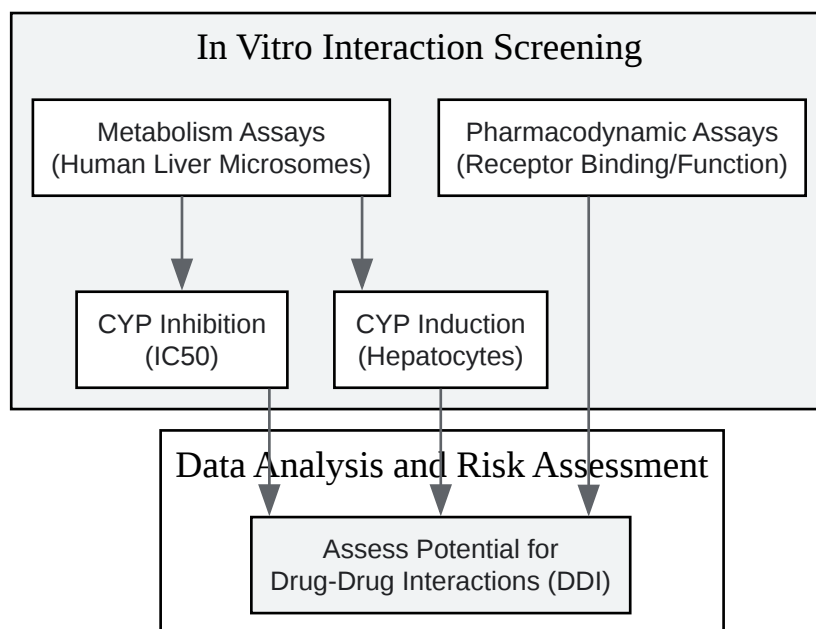 In Vitro Interaction Screening
Metabolism Assays
(Human Liver Microsomes)
Pharmacodynamic Assays
(Receptor Binding/Function)
CYP Inhibition
(IC50)
CYP Induction
(Hepatocytes)
Data Analysis and Risk Assessment
Assess Potential for
Drug-Drug Interactions (DDI)